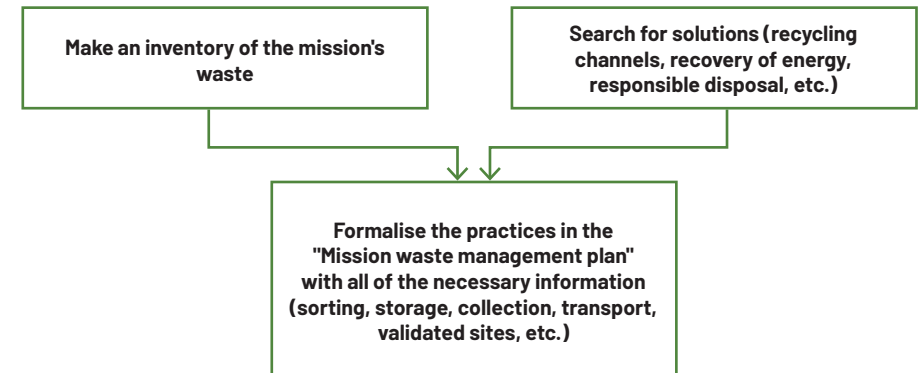 Make an inventory of the mission's
waste
Search for solutions (recycling
channels, recovery of energy,
responsible disposal, etc.)
Formalise the practices in the
"Mission waste management plan"
with all of the necessary information
(sorting, storage, collection, transport,
validated sites, etc.)